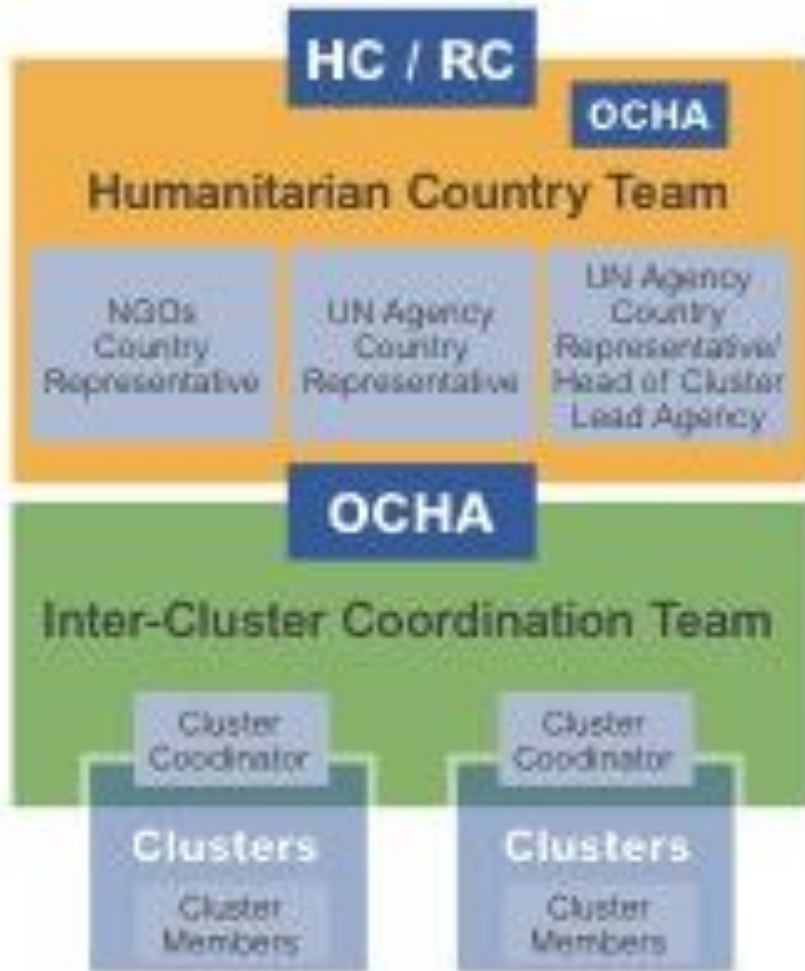 HC / RC
OCHA
Humanitarian Country Team
NGOs
Country
Representative
UN Agency
Country
Representative
UN Agency
Country
Representative/
Head of Cluster
Lead Agency
OCHA
Inter-Cluster Coordination Team
Cluster
Coodinator
Cluster
Coodinator
Clusters
Clusters
Cluster
Members
Cluster
Members